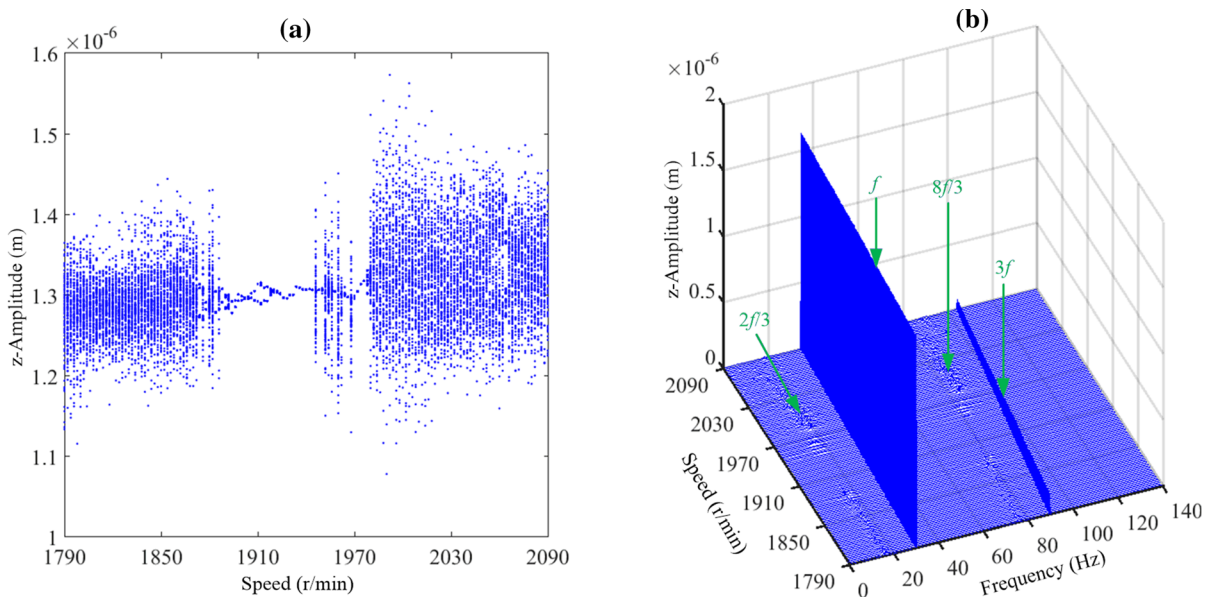 (a)
×10⁻⁶
1.6
1.5
1.4
1.3
1.2
1.1
1
z-Amplitude (m)
1790 1850 1910 1970 2030 2090
Speed (r/min)
(b)
×10⁻⁶
2
1.5
1
0.5
0
z-Amplitude (m)
f
8f/3
3f
2f/3
2090
2030
1970
1910
1850
1790
Speed (r/min)
0 20 40 60 80 100 120 140
Frequency (Hz)